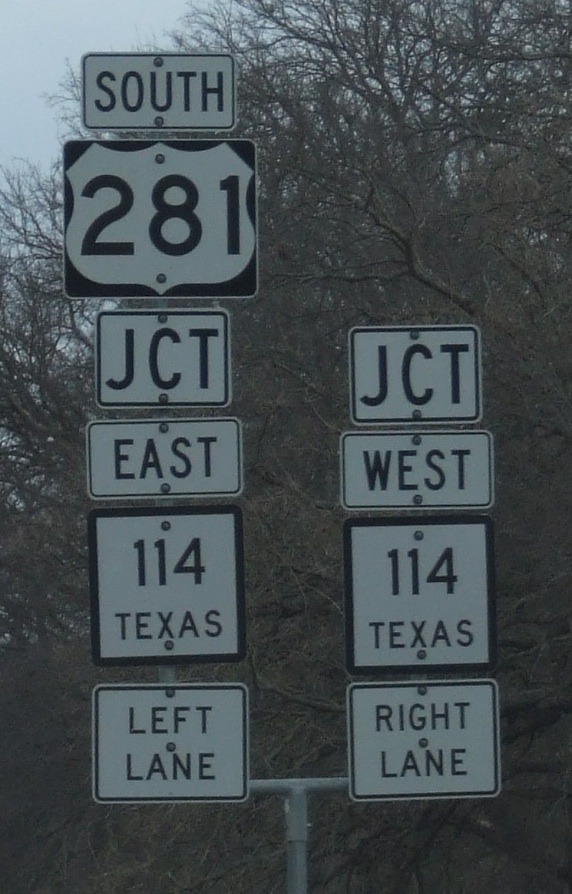 SOUTH
281
JCT
EAST
114
TEXAS
LEFT
LANE
JCT
WEST
114
TEXAS
RIGHT
LANE